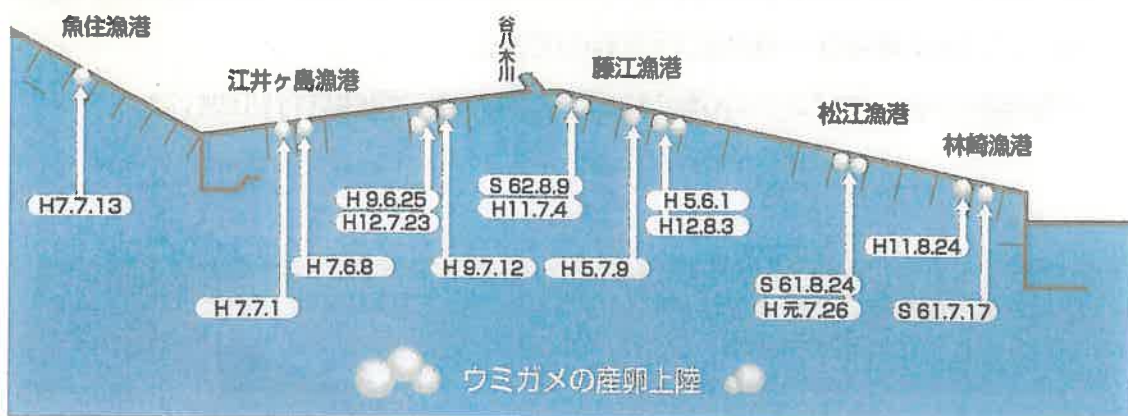 魚住漁港
江井ヶ島漁港
谷八木川
藤江漁港
松江漁港
林崎漁港
H7.7.13
H 9.6.25
H12.7.23
S 62.8.9
H11.7.4
H 5.6.1
H12.8.3
H11.8.24
H 7.6.8
H 9.7.12
H 5.7.9
H 7.7.1
S 61.8.24
H 元.7.26
S 61.7.17
ウミガメの産卵上陸